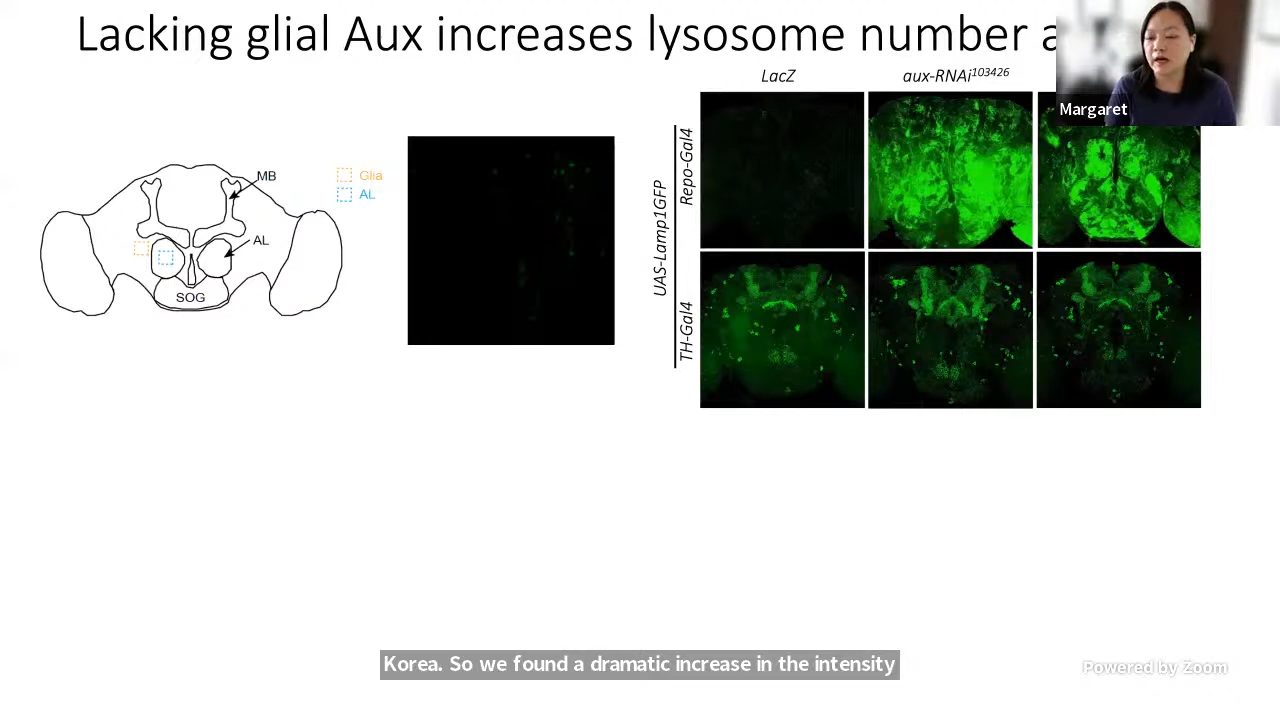 Lacking glial Aux increases lysosome number a
Margaret
LacZ
aux-RNAi103426
UAS-Lamp1GFP
Repo-Gal4
TH-Gal4
MB
AL
SOG
Glia
AL
Korea. So we found a dramatic increase in the intensity
Powered by Zoom